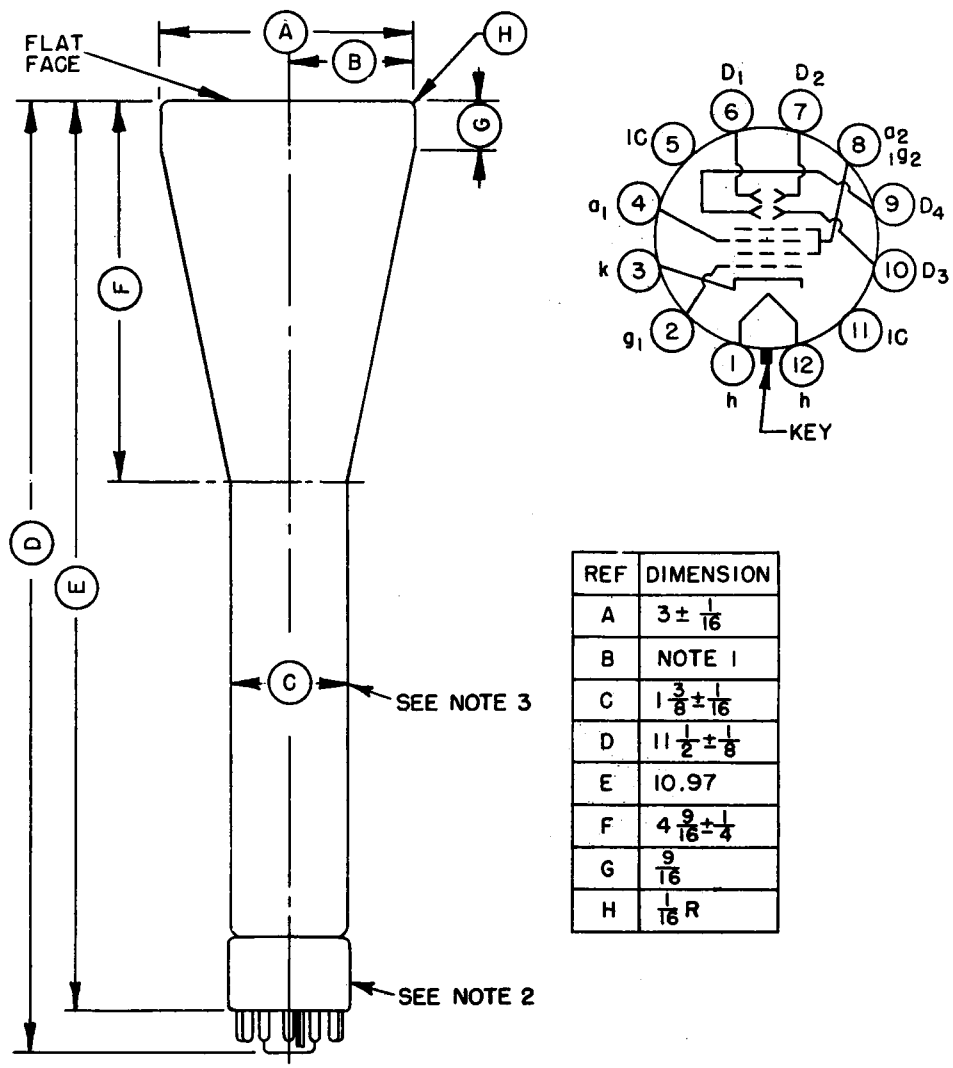 FLAT
FACE
A
B
H
G
F
D
E
C
SEE NOTE 3
SEE NOTE 2
D1 D2
6 7
IC 5 8 a2
1g2
a1 4 9 D4
k 3 10 D3
g1 2 11 IC
1 12
h h
KEY
REF DIMENSION
A 3 ± 1/16
B NOTE 1
C 1 3/8 ± 1/16
D 11 1/2 ± 1/8
E 10.97
F 4 9/16 ± 1/4
G 9/16
H 1/16 R